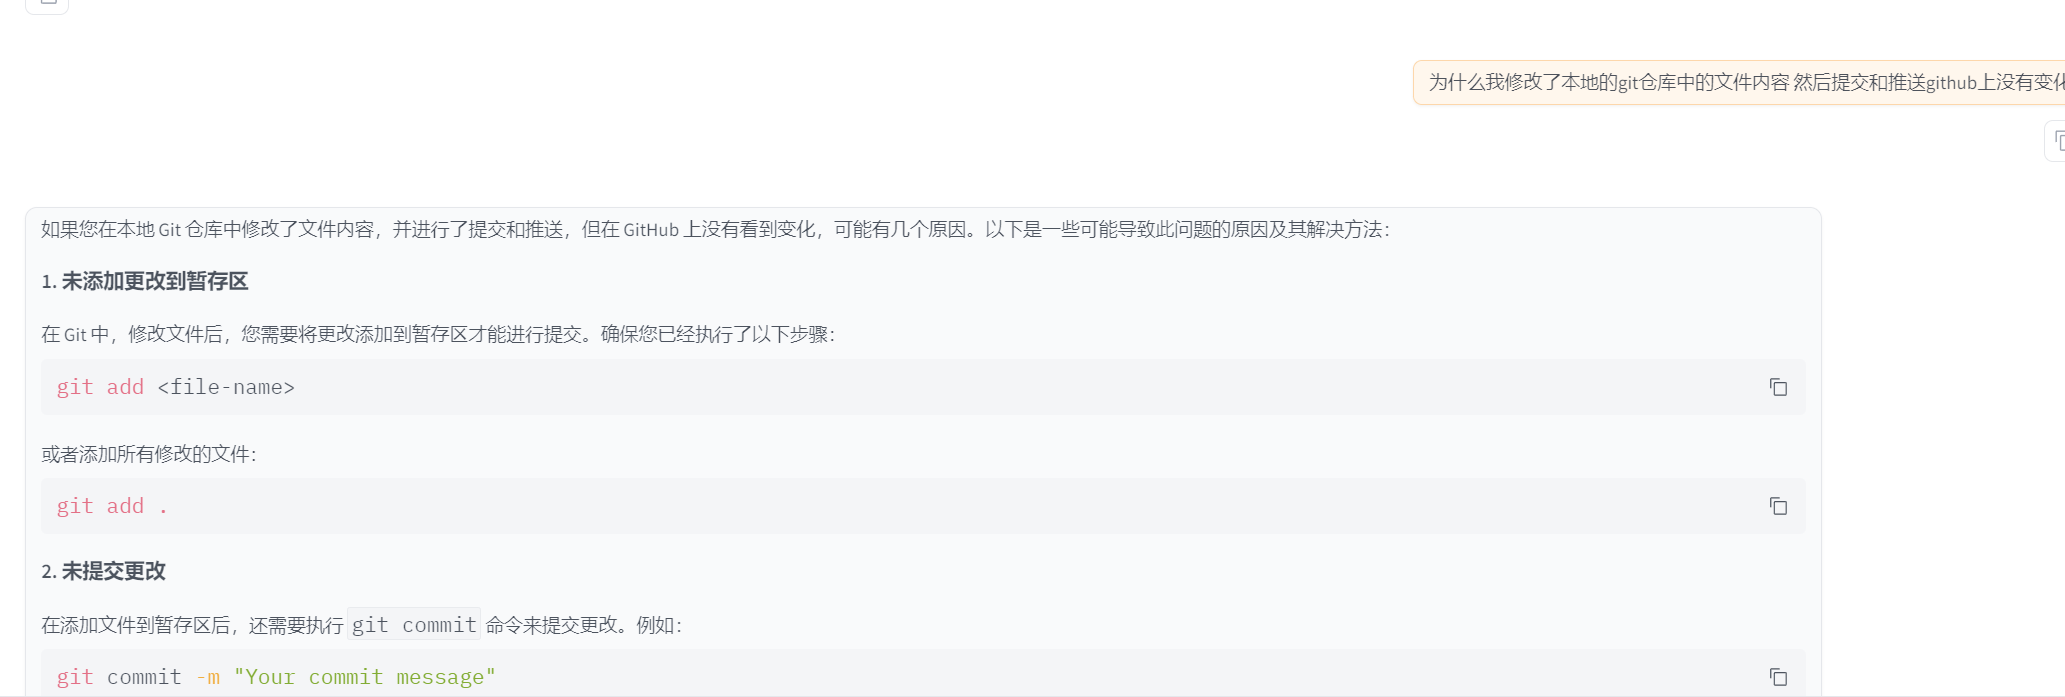 为什么我修改了本地的git仓库中的文件内容 然后提交和推送github上没有变化
如果您在本地 Git 仓库中修改了文件内容，并进行了提交和推送，但在 GitHub 上没有看到变化，可能有几个原因。以下是一些可能导致此问题的原因及其解决方法：
1. 未添加更改到暂存区
在 Git 中，修改文件后，您需要将更改添加到暂存区才能进行提交。确保您已经执行了以下步骤：
git add <file-name>
或者添加所有修改的文件：
git add .
2. 未提交更改
在添加文件到暂存区后，还需要执行 git commit 命令来提交更改。例如：
git commit -m "Your commit message"